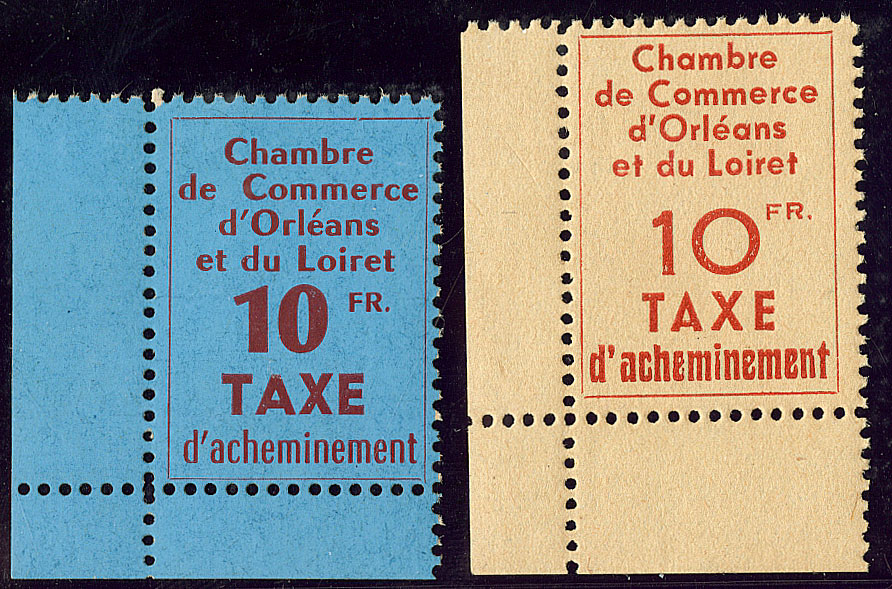 Chambre
de Commerce
d'Orléans
et du Loiret
10 FR.
TAXE
d'acheminement
Chambre
de Commerce
d'Orléans
et du Loiret
10 FR.
TAXE
d'acheminement